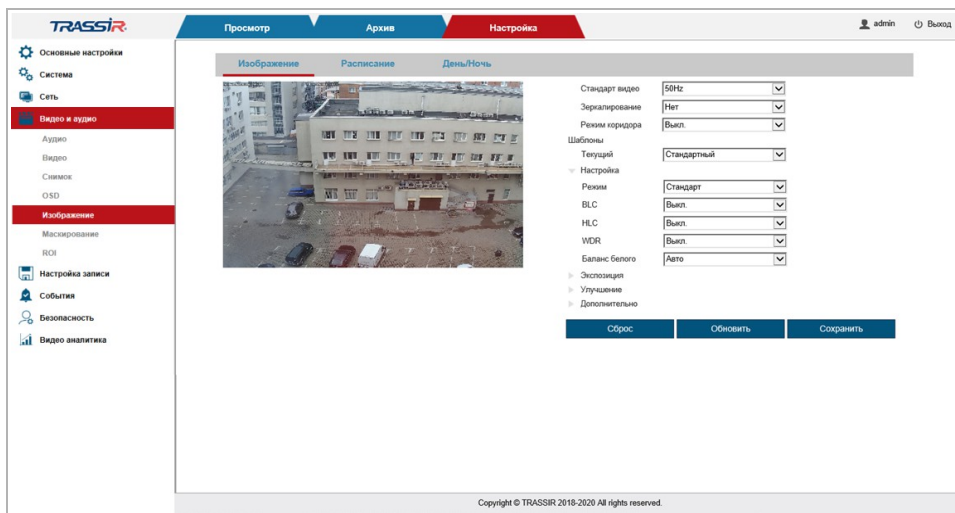 TRASSIR
Просмотр
Архив
Настройка
admin
Выход
Основные настройки
Система
Сеть
Видео и аудио
Аудио
Видео
Снимок
OSD
Изображение
Маскирование
ROI
Настройка записи
События
Безопасность
Видео аналитика
Изображение
Расписание
День/Ночь
Стандарт видео 50Hz
Зеркалирование Нет
Режим коридора Выкл.
Шаблоны
Текущий Стандартный
Настройка
Режим Стандарт
BLC Выкл.
HLC Выкл.
WDR Выкл.
Баланс белого Авто
Экспозиция
Улучшение
Дополнительно
Сброс
Обновить
Сохранить
Copyright © TRASSIR 2018-2020 All rights reserved.